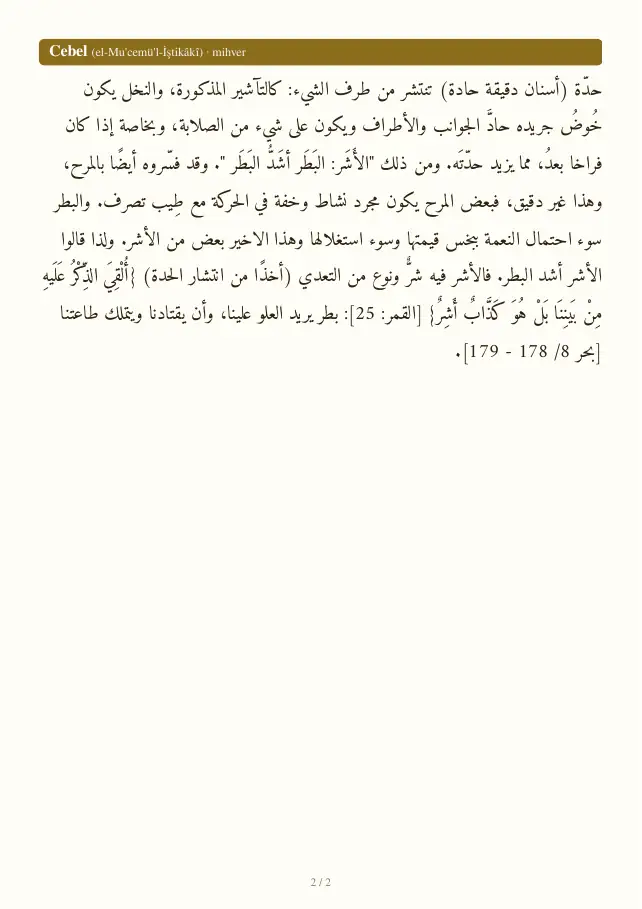 Cebel (el-Mu'cemü'l-İştikâkî) · mihver
حدّة (أسنان دقيقة حادة) تنتشر من طرف الشيء: كالتآشير المذكورة، والنخل يكون
خُوضُ جريده حادَّ الجوانب والأطراف ويكون على شيء من الصلابة، وبخاصة إذا كان
فراخا بعدُ، مما يزيد حدّتَه. ومن ذلك "الأَشَر: البَطَر أشَدُّ البَطَر ". وقد فسّروه أيضًا بالمرح،
وهذا غير دقيق، فبعض المرح يكون مجرد نشاط وخفة في الحركة مع طِيب تصرف. والبطر
سوء احتمال النعمة ببخس قيمتها وسوء استغلالها وهذا الاخير بعض من الأشر. ولذا قالوا
الأشر أشد البطر. فالأشر فيه شرٌّ ونوع من التعدي (أخذًا من انتشار الحدة) {أَأُلْقِيَ الذِّكْرُ عَلَيهِ
مِنْ بَينِنَا بَلْ هُوَ كَذَّابٌ أَشِرٌ} [القمر: 25]: بطر يريد العلو علينا، وأن يقتادنا ويتملك طاعتنا
[بحر 8/ 178 - 179].
2 / 2